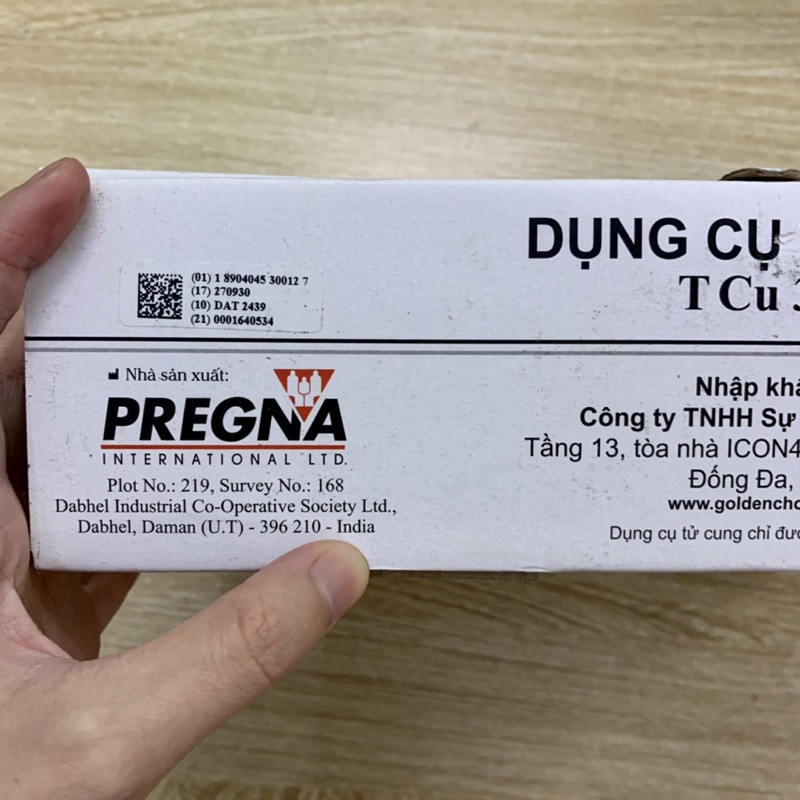 (01) 1 8904045 30012 7
(17) 270930
(10) DAT 2439
(21) 0001640534
DỤNG CỤ
T Cu
Nhà sản xuất:
PREGNA
INTERNATIONAL LTD.
Plot No.: 219, Survey No.: 168
Dabhel Industrial Co-Operative Society Ltd.,
Dabhel, Daman (U.T) - 396 210 - India
Nhập
Công ty TNHH Sự
Tầng 13, tòa nhà ICON4
Đống Đa,
Dụng cụ tử cung chỉ